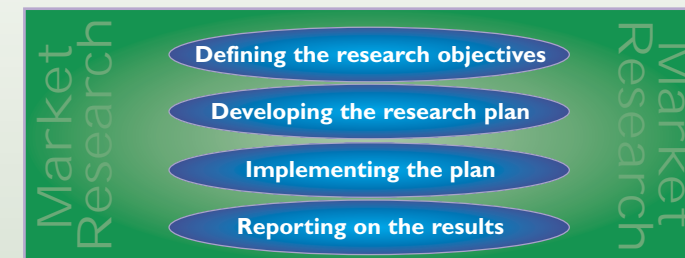 Market
Research
Defining the research objectives
Developing the research plan
Implementing the plan
Reporting on the results
Market
Research